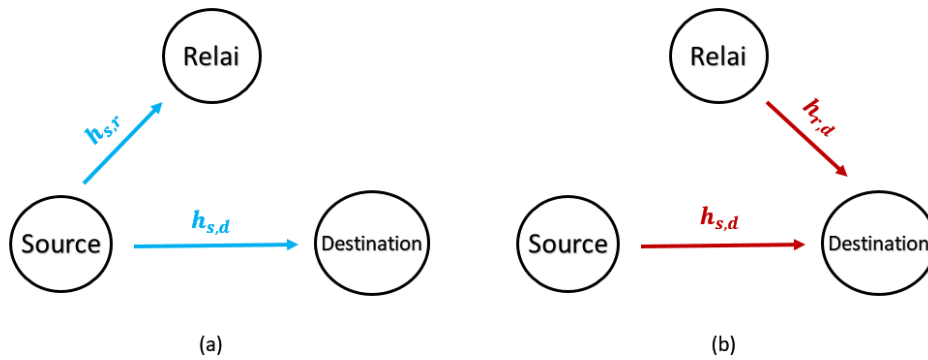 Relai
h_{s,r}
Source
h_{s,d}
Destination
(a)
Relai
h_{r,d}
Source
h_{s,d}
Destination
(b)